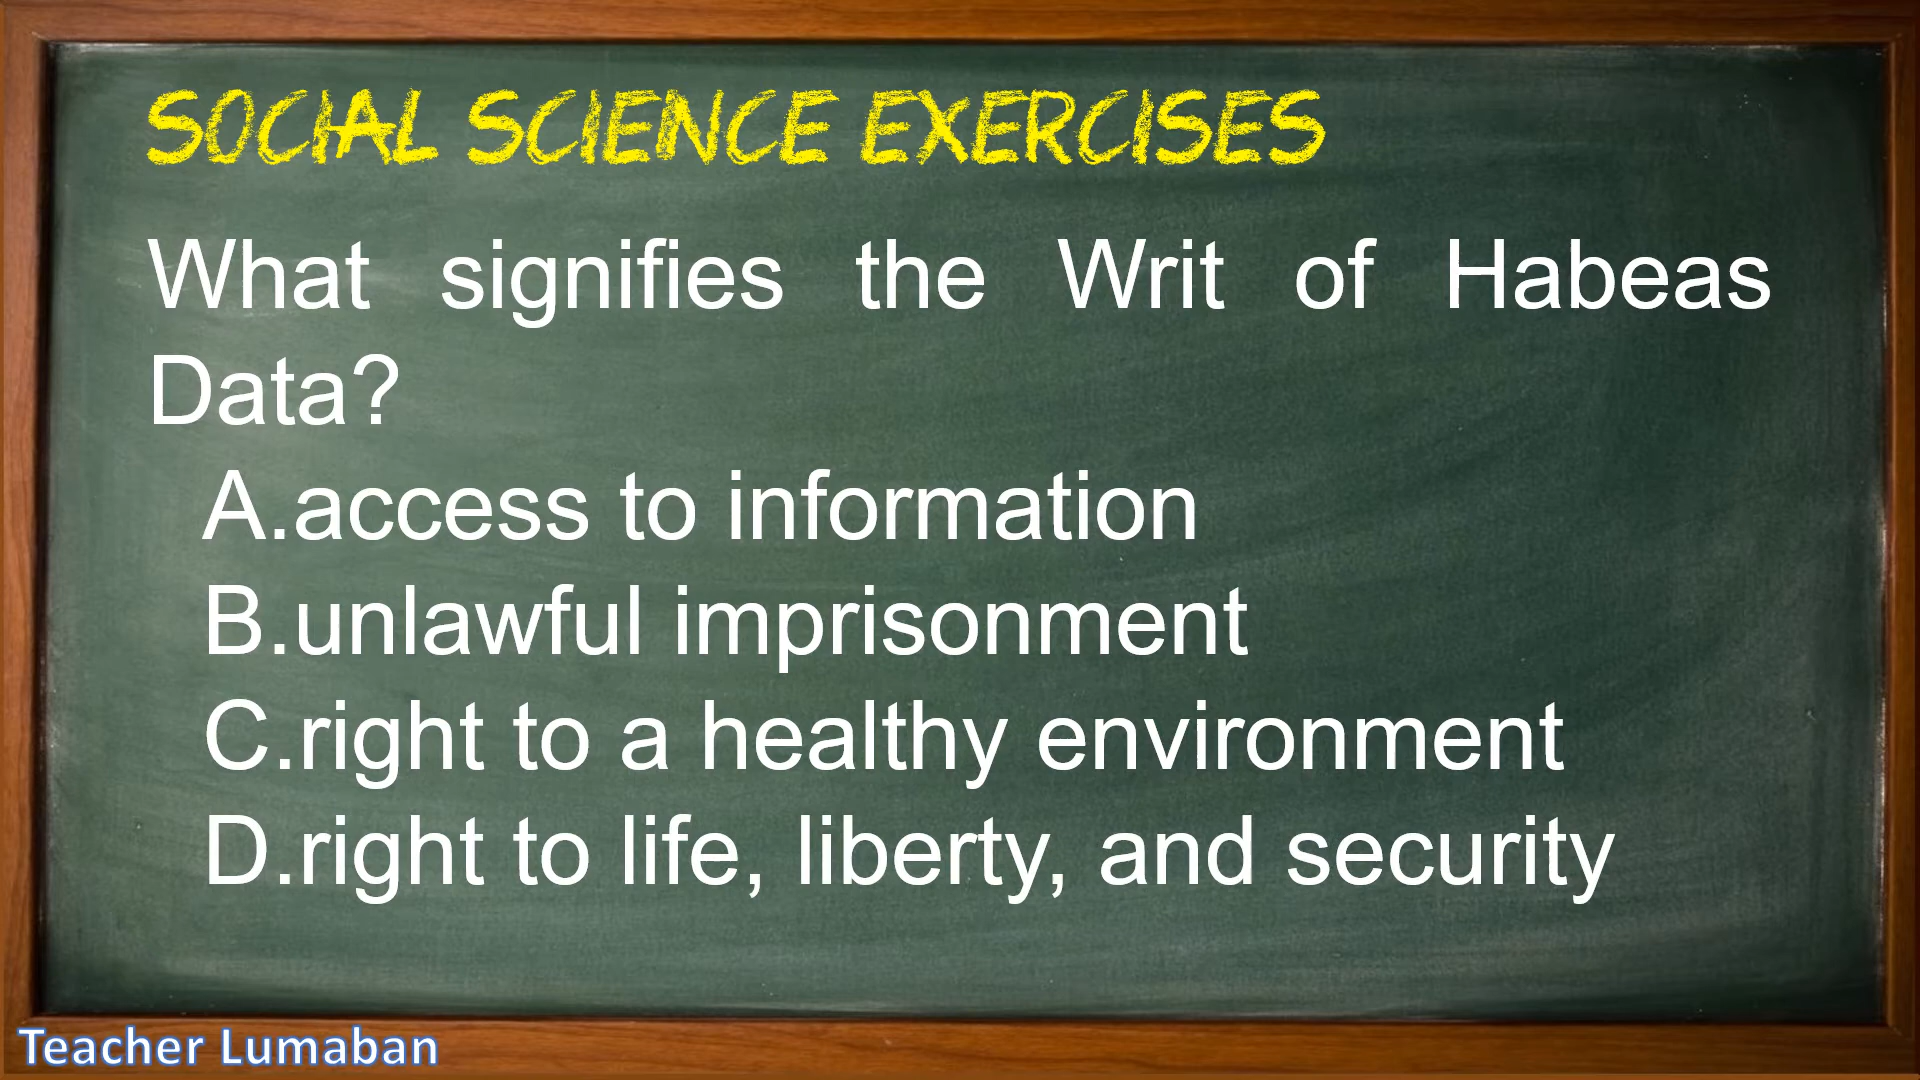 SOCIAL SCIENCE EXERCISES
What signifies the Writ of Habeas
Data?
A.access to information
B.unlawful imprisonment
C.right to a healthy environment
D.right to life, liberty, and security
Teacher Lumaban